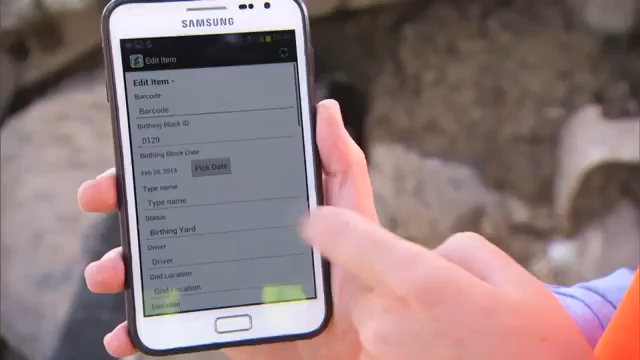 SAMSUNG
Edit Item
Edit Item -
Barcode
Barcode
Birthing Block ID
0129
Birthing Block Date
Feb 26, 2013
Pick Date
Type name
Type name
Status
Birthing Yard
Driver
Driver
Grid Location
Grid Location
Elevation